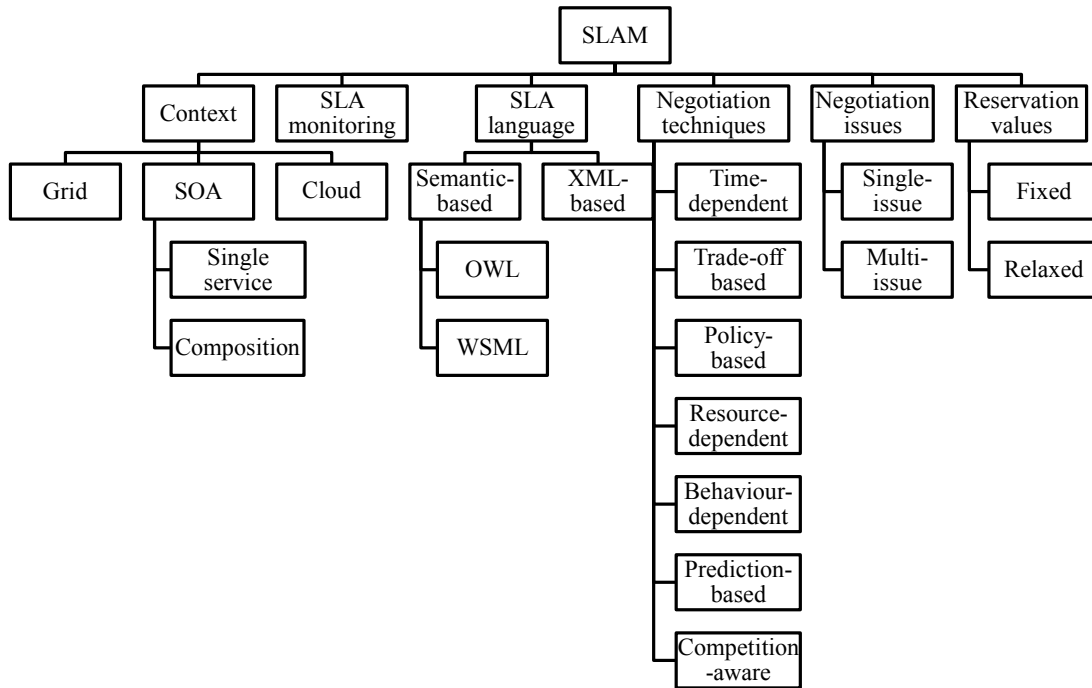 SLAM
Context
SLA
monitoring
SLA
language
Negotiation
techniques
Negotiation
issues
Reservation
values
Grid
SOA
Cloud
Semantic-
based
XML-
based
Time-
dependent
Single-
issue
Fixed
Single
service
OWL
Trade-off
based
Multi-
issue
Relaxed
Composition
WSML
Policy-
based
Resource-
dependent
Behaviour-
dependent
Prediction-
based
Competition
-aware